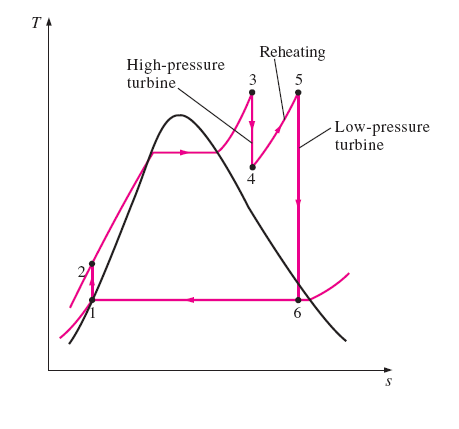 T
Reheating
High-pressure
turbine
3
5
Low-pressure
turbine
4
2
1
6
s